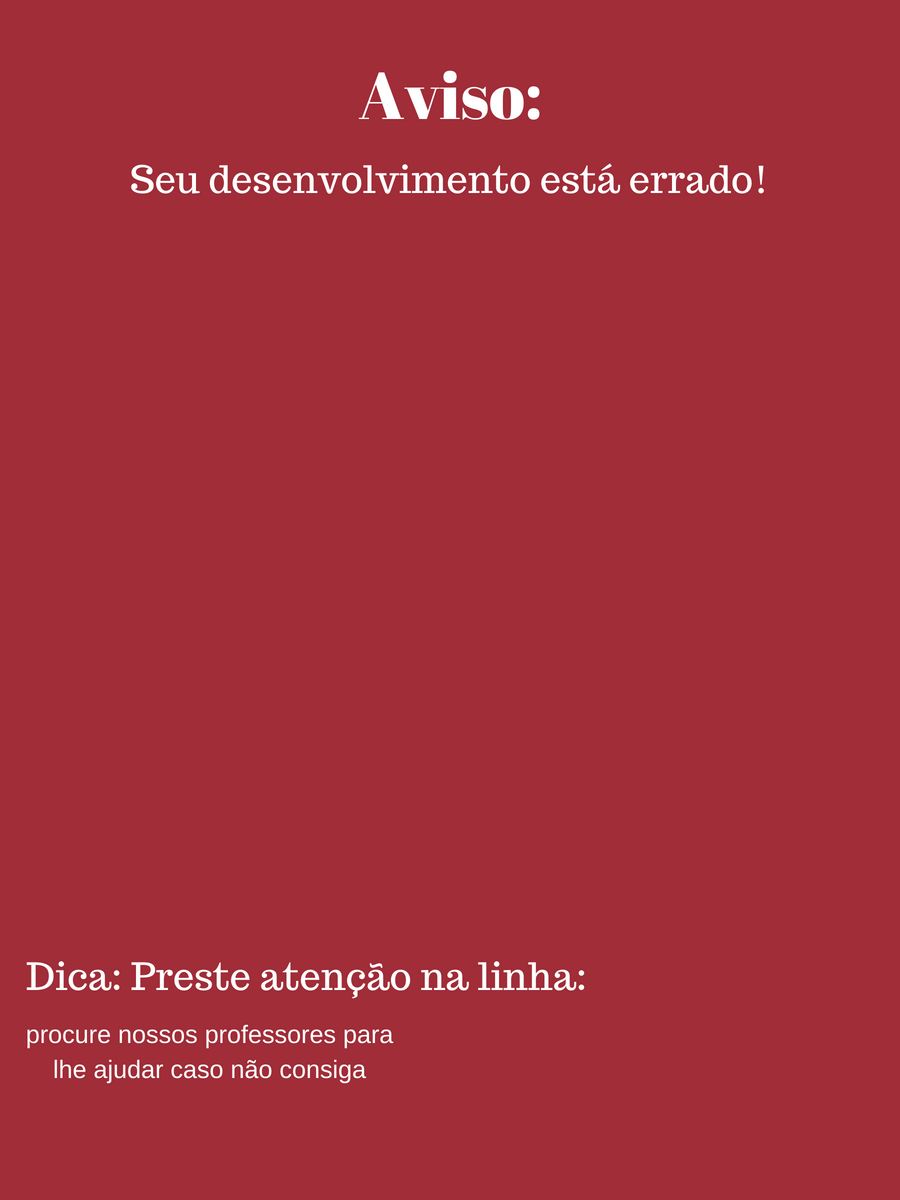 Aviso:
Seu desenvolvimento está errado!
Dica: Preste atenção na linha:
procure nossos professores para
lhe ajudar caso não consiga